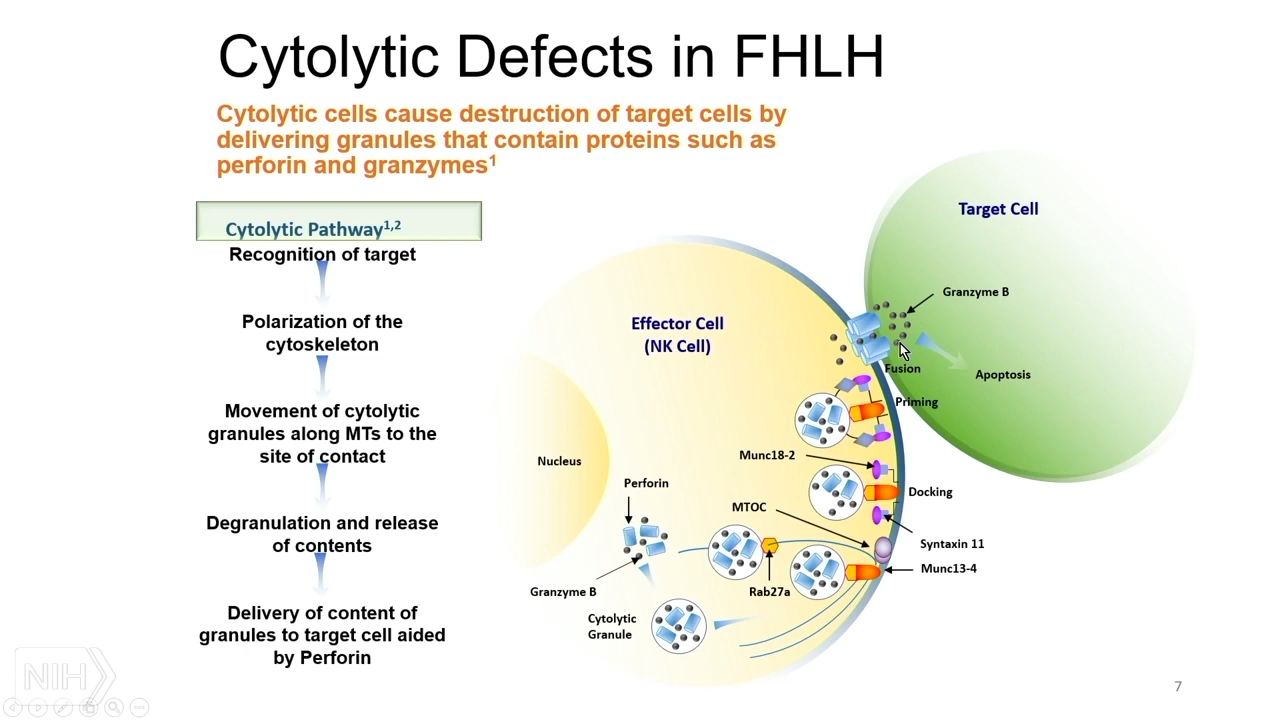 Cytolytic Defects in FHLH
Cytolytic cells cause destruction of target cells by
delivering granules that contain proteins such as
perforin and granzymes1
Cytolytic Pathway1,2
Recognition of target
Polarization of the
cytoskeleton
Movement of cytolytic
granules along MTs to the
site of contact
Degranulation and release
of contents
Delivery of content of
granules to target cell aided
by Perforin
Target Cell
Granzyme B
Effector Cell
(NK Cell)
Fusion
Apoptosis
Priming
Munc18-2
Nucleus
Perforin
Docking
MTOC
Syntaxin 11
Munc13-4
Granzyme B
Rab27a
Cytolytic
Granule
NIH
7